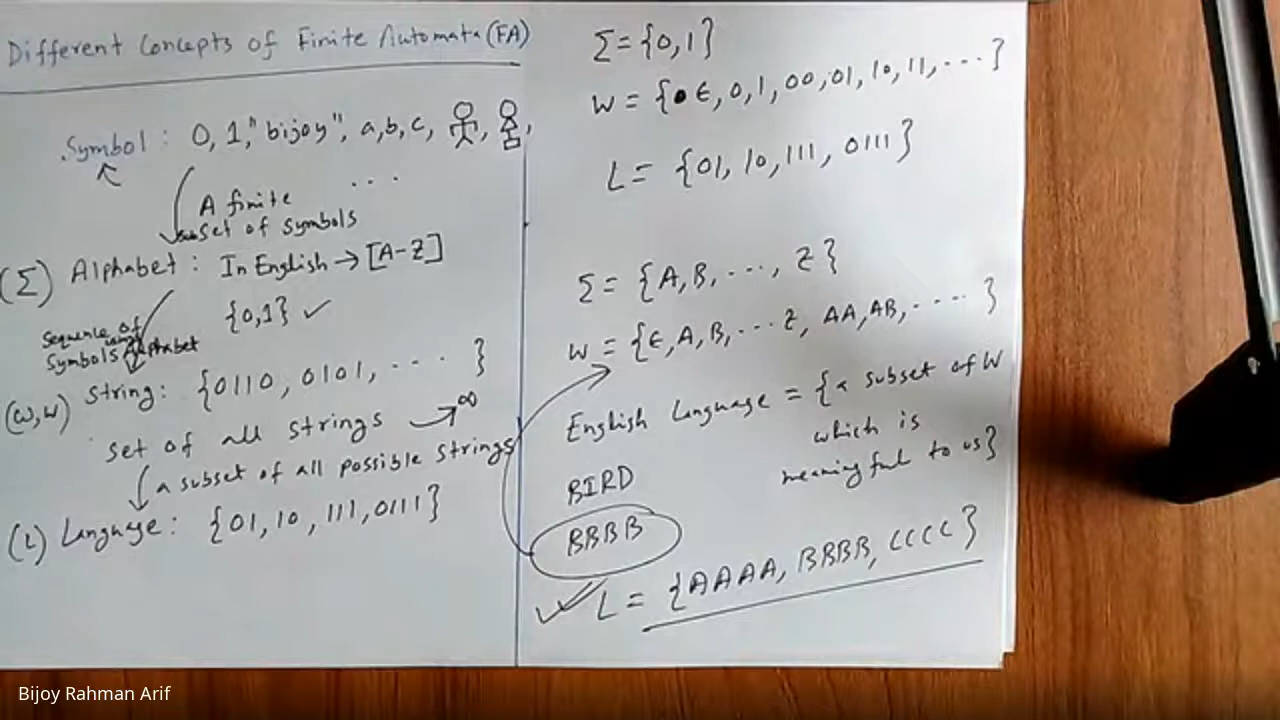 Different Concepts of Finite Automata (FA)
Symbol : 0, 1, "bijoy", a, b, c, , ,
A finite ...
set of symbols
(Σ) Alphabet : In English → [A-Z]
{0,1} ✓
Sequence of
symbols using Alphabet
(ω, w) String: {0110, 0101, .... }
set of all strings → ∞
a subset of all possible strings
(L) Language: {01, 10, 111, 0111}
Σ = {0,1}
W = {ϵ, 0, 1, 00, 01, 10, 11, ....}
L = {01, 10, 111, 0111}
Σ = {A, B, ...., Z}
W = {ϵ, A, B, ... Z, AA, AB, ..... }
English Language = {a subset of W
which is
meaningful to us}
BIRD
BBBB
✓ L = {AAAA, BBBB, CCCC}
Bijoy Rahman Arif